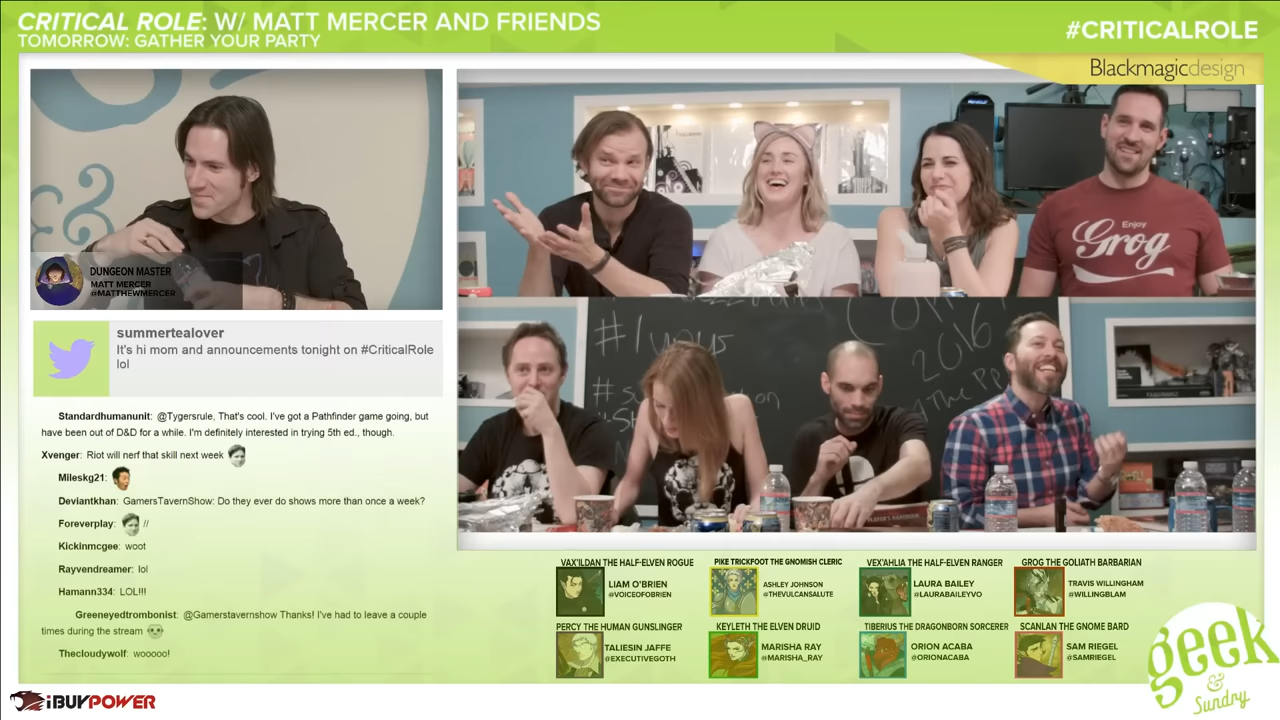 CRITICAL ROLE: W/ MATT MERCER AND FRIENDS
TOMORROW: GATHER YOUR PARTY
#CRITICALROLE
Blackmagicdesign
DUNGEON MASTER
MATT MERCER
@MATTHEWMERCER
Enjoy
Grog
summertealover
It's hi mom and announcements tonight on #CriticalRole
lol
2016
The
PLAYER'S HANDBOOK
Standardhumanunit: @Tygersrule, That's cool. I've got a Pathfinder game going, but
have been out of D&D for a while. I'm definitely interested in trying 5th ed., though.
Xvenger: Riot will nerf that skill next week
Mileskg21:
Deviantkhan: GamersTavernShow: Do they ever do shows more than once a week?
Foreverplay: //
Kickinmcgee: woot
Rayvendreamer: lol
Hamann334: LOL!!!
Greeneyedtrombonist: @Gamerstavernshow Thanks! I've had to leave a couple
times during the stream
Thecloudywolf: wooooo!
VAX'ILDAN THE HALF-ELVEN ROGUE
LIAM O'BRIEN
@VOICEOFOBRIEN
PIKE TRICKFOOT THE GNOMISH CLERIC
ASHLEY JOHNSON
@THEVULCANSALUTE
VEX'AHLIA THE HALF-ELVEN RANGER
LAURA BAILEY
@LAURABAILEYVO
GROG THE GOLIATH BARBARIAN
TRAVIS WILLINGHAM
@WILLINGBLAM
PERCY THE HUMAN GUNSLINGER
TALIESIN JAFFE
@EXECUTIVEGOTH
KEYLETH THE ELVEN DRUID
MARISHA RAY
@MARISHA_RAY
TIBERIUS THE DRAGONBORN SORCERER
ORION ACABA
@ORIONACABA
SCANLAN THE GNOME BARD
SAM RIEGEL
@SAMRIEGEL
geek
&
Sundry
iBUYPOWER